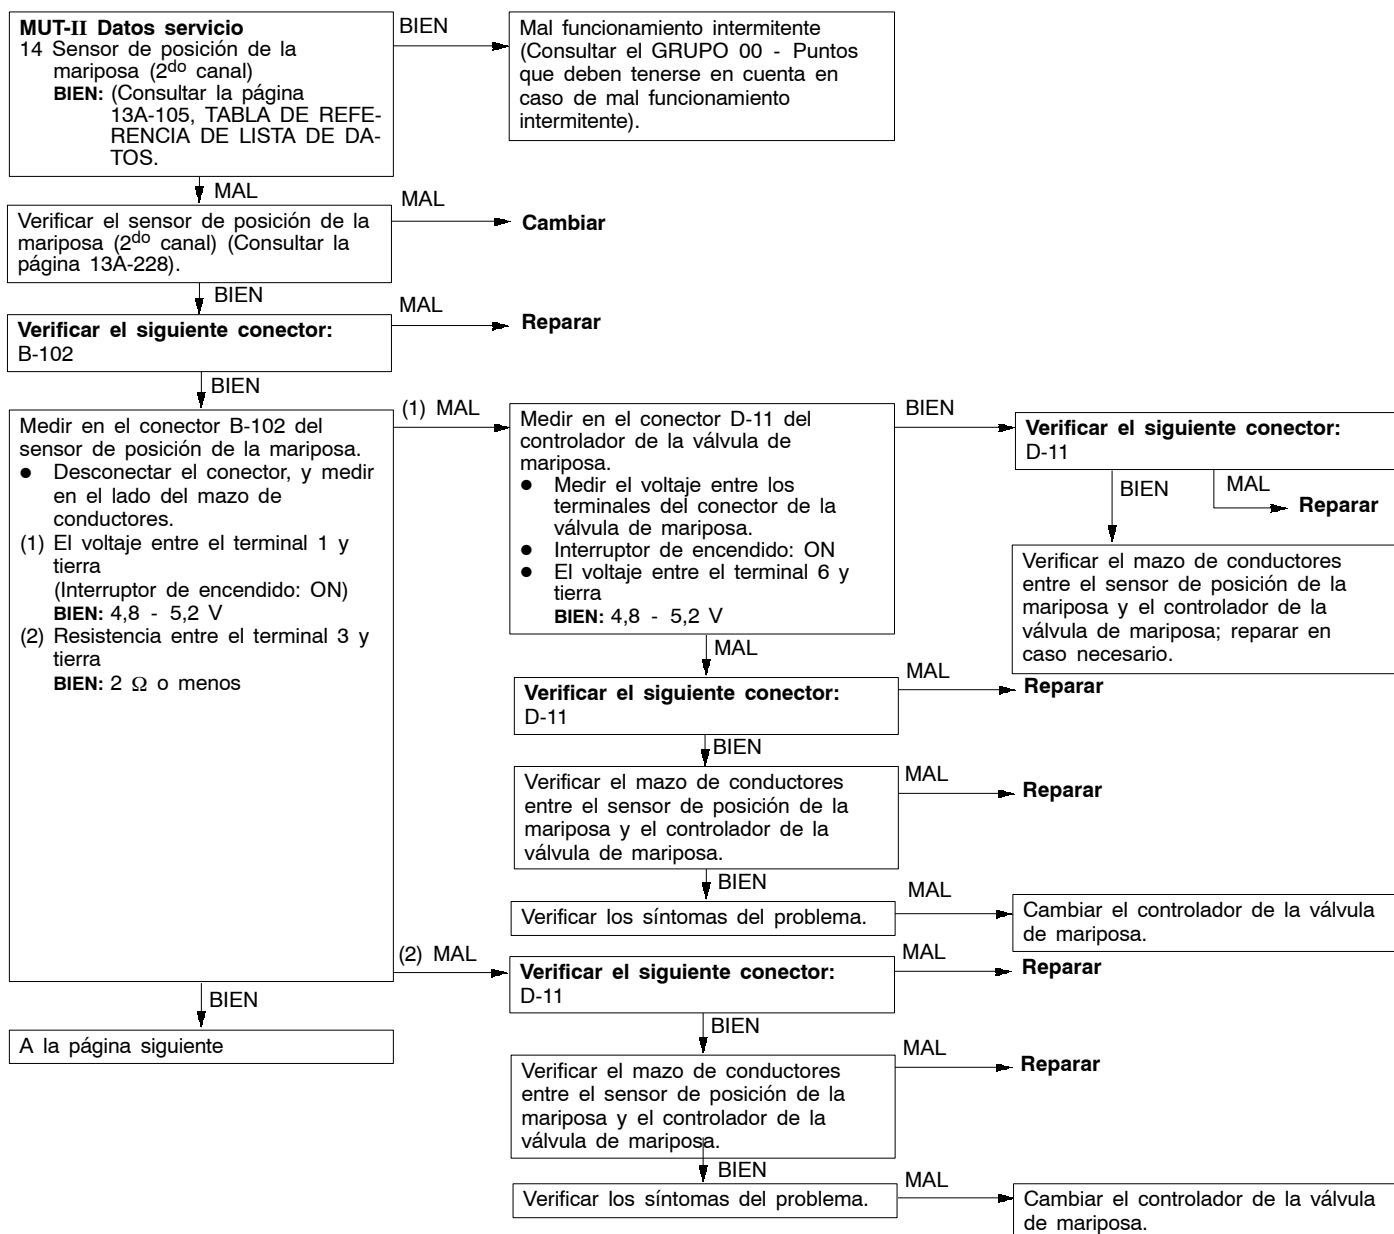 MUT-II Datos servicio
14 Sensor de posición de la
mariposa (2do canal)
BIEN: (Consultar la página
13A-105, TABLA DE REFE-
RENCIA DE LISTA DE DA-
TOS.
BIEN
Mal funcionamiento intermitente
(Consultar el GRUPO 00 - Puntos
que deben tenerse en cuenta en
caso de mal funcionamiento
intermitente).
MAL
Verificar el sensor de posición de la
mariposa (2do canal) (Consultar la
página 13A-228).
MAL
Cambiar
BIEN
Verificar el siguiente conector:
B-102
MAL
Reparar
BIEN
Medir en el conector B-102 del
sensor de posición de la mariposa.
● Desconectar el conector, y medir
en el lado del mazo de
conductores.
(1) El voltaje entre el terminal 1 y
tierra
(Interruptor de encendido: ON)
BIEN: 4,8 - 5,2 V
(2) Resistencia entre el terminal 3 y
tierra
BIEN: 2 Ω o menos
(1) MAL
Medir en el conector D-11 del
controlador de la válvula de
mariposa.
● Medir el voltaje entre los
terminales del conector de la
válvula de mariposa.
● Interruptor de encendido: ON
● El voltaje entre el terminal 6 y
tierra
BIEN: 4,8 - 5,2 V
BIEN
Verificar el siguiente conector:
D-11
MAL
Reparar
BIEN
Verificar el mazo de conductores
entre el sensor de posición de la
mariposa y el controlador de la
válvula de mariposa; reparar en
caso necesario.
MAL
Verificar el siguiente conector:
D-11
MAL
Reparar
BIEN
Verificar el mazo de conductores
entre el sensor de posición de la
mariposa y el controlador de la
válvula de mariposa.
MAL
Reparar
BIEN
Verificar los síntomas del problema.
MAL
Cambiar el controlador de la válvula
de mariposa.
(2) MAL
Verificar el siguiente conector:
D-11
MAL
Reparar
BIEN
Verificar el mazo de conductores
entre el sensor de posición de la
mariposa y el controlador de la
válvula de mariposa.
MAL
Reparar
BIEN
Verificar los síntomas del problema.
MAL
Cambiar el controlador de la válvula
de mariposa.
BIEN
A la página siguiente